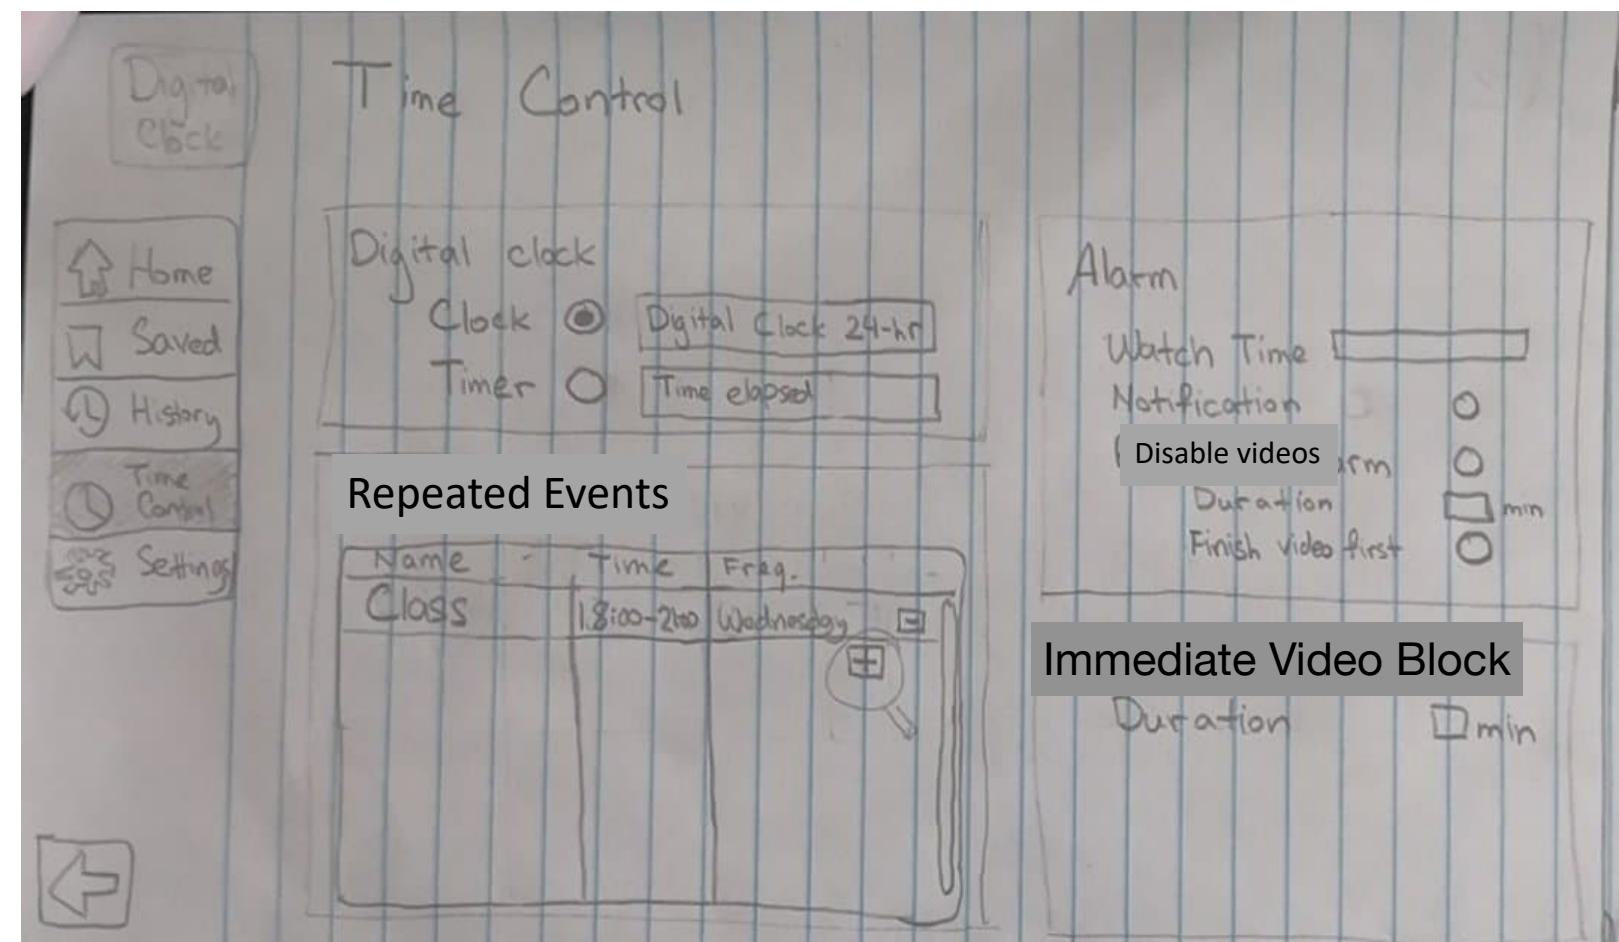 Digital
Clock
Time Control
Home
Saved
History
Time
Control
Settings
Digital clock
Clock Digital Clock 24-hr
Timer Time elapsed
Repeated Events
Name Time Freq.
Class 18:00-21:00 Wednesday
Alarm
Watch Time
Notification
Disable videos
Duration min
Finish video first
Immediate Video Block
Duration min